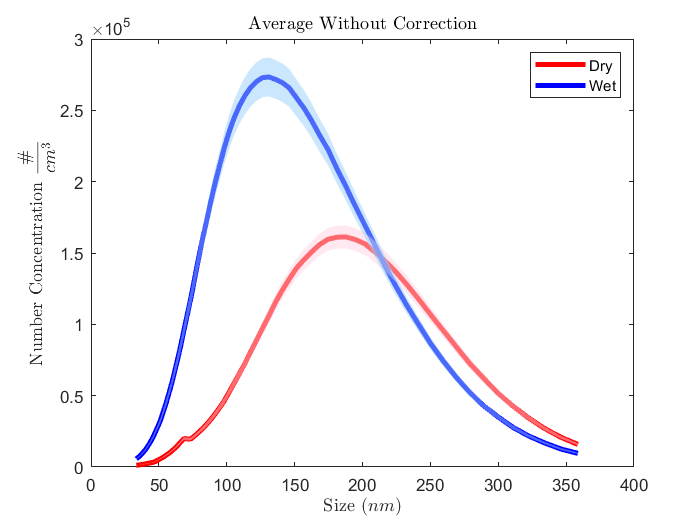 Average Without Correction
×10^5
3
2.5
2
1.5
1
0.5
0
Number Concentration #/cm^3
0 50 100 150 200 250 300 350 400
Size (nm)
Dry
Wet